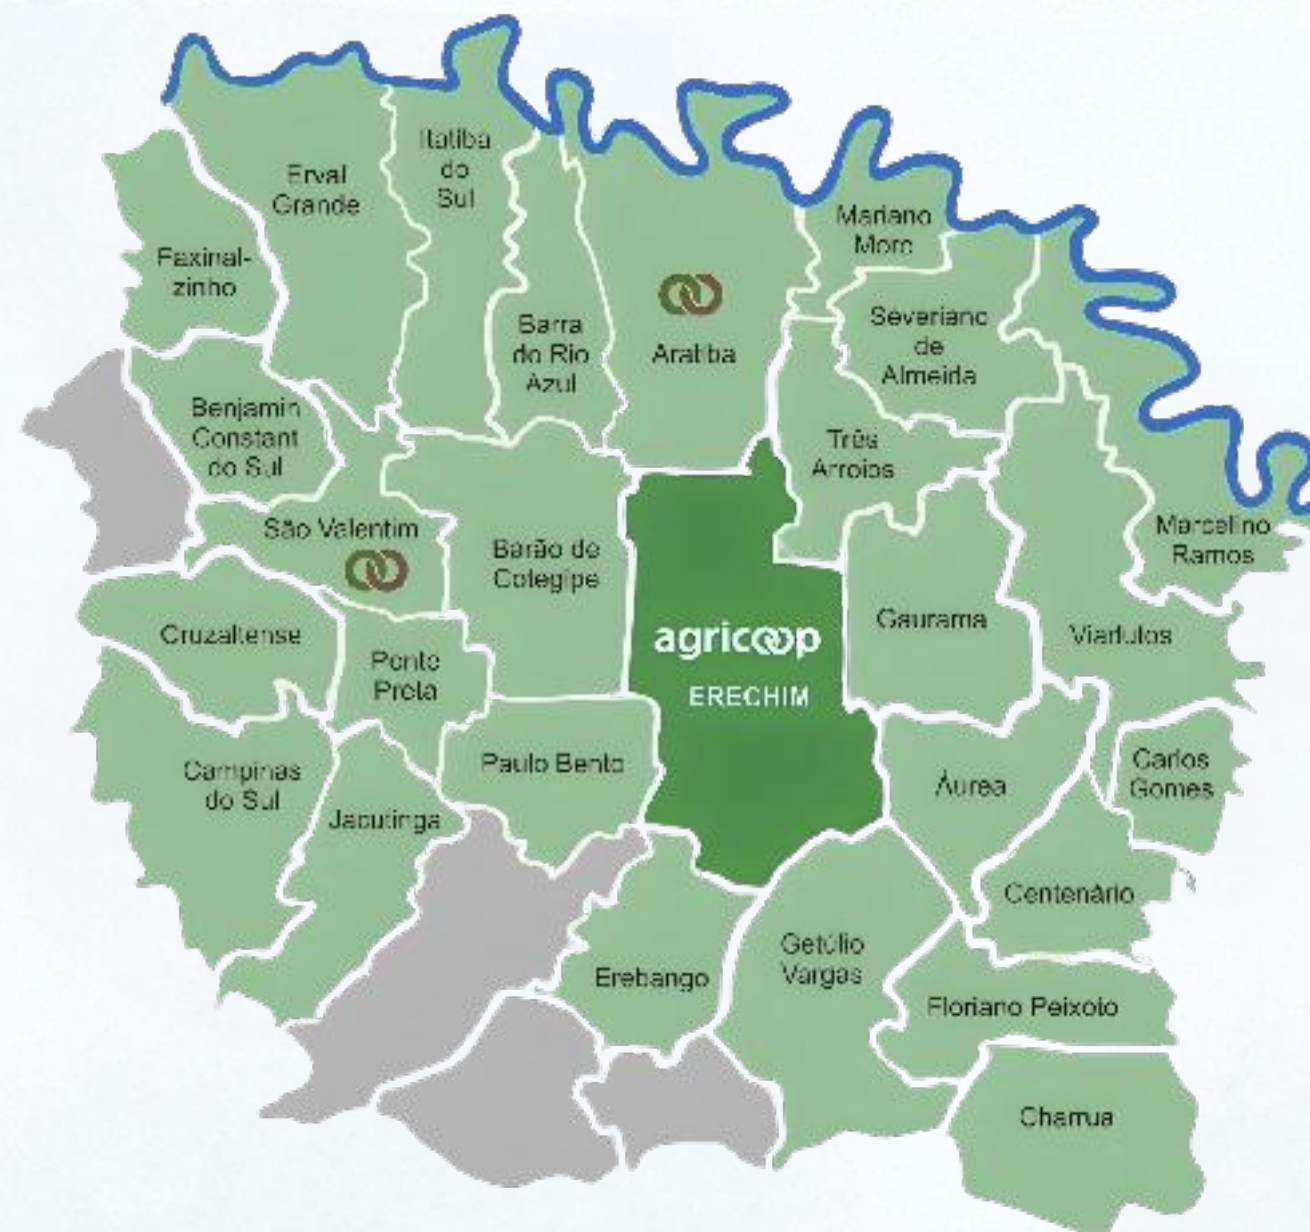 Erval
Grande
Itatiba
do
Sul
Faxinal-
zinho
Barra
do Rio
Azul
Aratiba
Mariano
Moro
Severiano
de
Almeida
Três
Arroios
Benjamin
Constant
do Sul
São Valentim
Barão de
Cotegipe
Marcelino
Ramos
Cruzaltense
Ponte
Preta
agricoop
ERECHIM
Gaurama
Viadutos
Campinas
do Sul
Jacutinga
Paulo Bento
Áurea
Carlos
Gomes
Centenário
Erebango
Getúlio
Vargas
Floriano Peixoto
Charrua